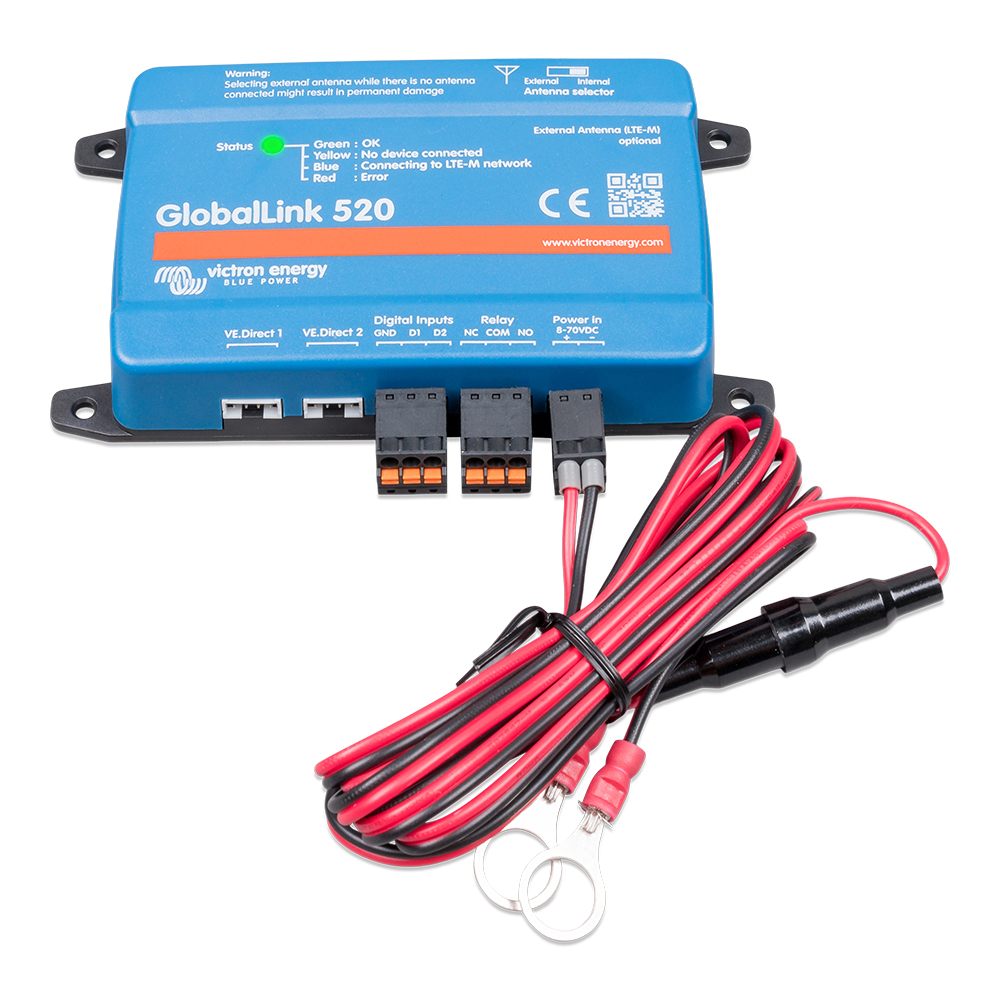 Warning:
Selecting external antenna while there is no antenna
connected might result in permanent damage
External Internal
Antenna selector
External Antenna (LTE-M)
optional
Status
Green : OK
Yellow : No device connected
Blue : Connecting to LTE-M network
Red : Error
GlobalLink 520
CE
www.victronenergy.com
victron energy
BLUE POWER
VE.Direct 1
VE.Direct 2
Digital Inputs
GND D1 D2
Relay
NC COM NO
Power in
8-70VDC
+ −